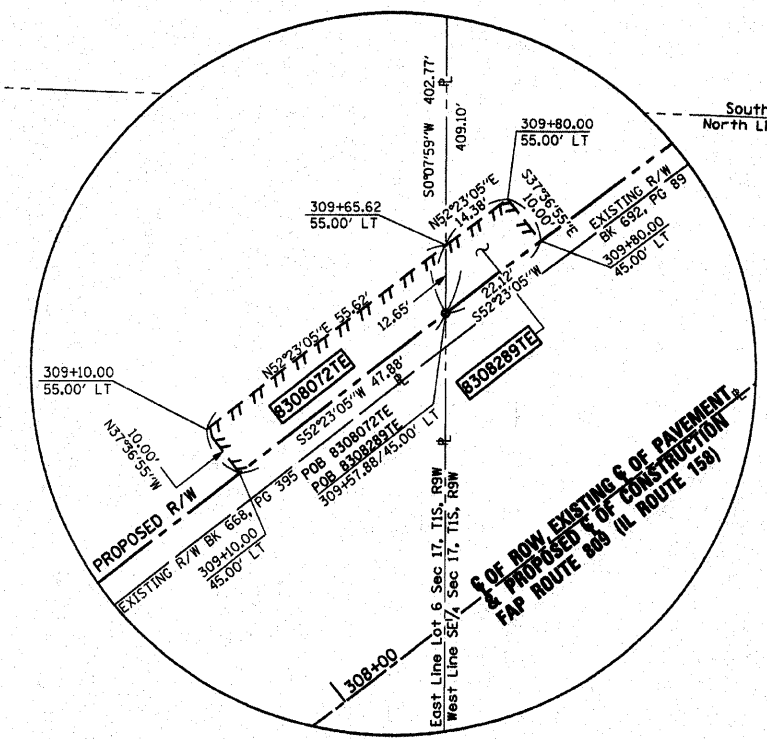 S0°07'59"W 402.77'
409.10'
PL
South
North Li
309+80.00
55.00' LT
309+65.62
55.00' LT
N52°23'05"E
14.38'
S37°36'55"E
10.00'
EXISTING R/W
BK 692, PG 89
309+80.00
45.00' LT
N52°23'05"E 55.62'
12.65'
22.12'
S52°23'05"W
8308072TE
8308289TE
309+10.00
55.00' LT
S52°23'05"W 47.88'
PL
10.00'
N37°36'55"W
POB 8308072TE
POB 8308289TE
309+57.88/45.00' LT
PL
PROPOSED R/W
EXISTING R/W BK 668, PG 395
309+10.00
45.00' LT
East Line Lot 6 Sec 17, T1S, R9W
West Line SE1/4 Sec 17, T1S, R9W
℄ OF ROW, EXISTING ℄ OF PAVEMENT
& PROPOSED ℄ OF CONSTRUCTION
FAP ROUTE 809 (IL ROUTE 158)
PL
308+00